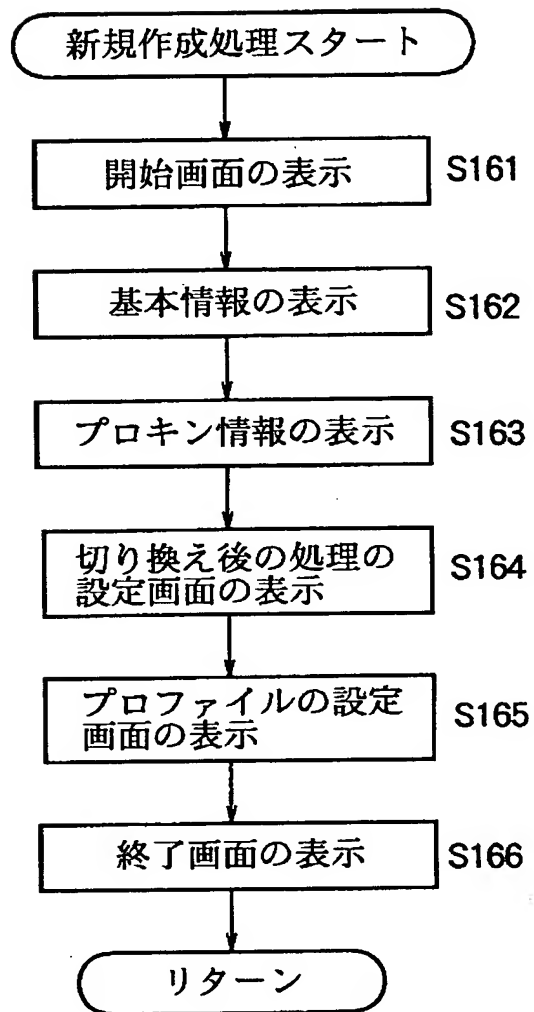 新規作成処理スタート
開始画面の表示 S161
基本情報の表示 S162
プロキン情報の表示 S163
切り換え後の処理の
設定画面の表示 S164
プロファイルの設定
画面の表示 S165
終了画面の表示 S166
リターン